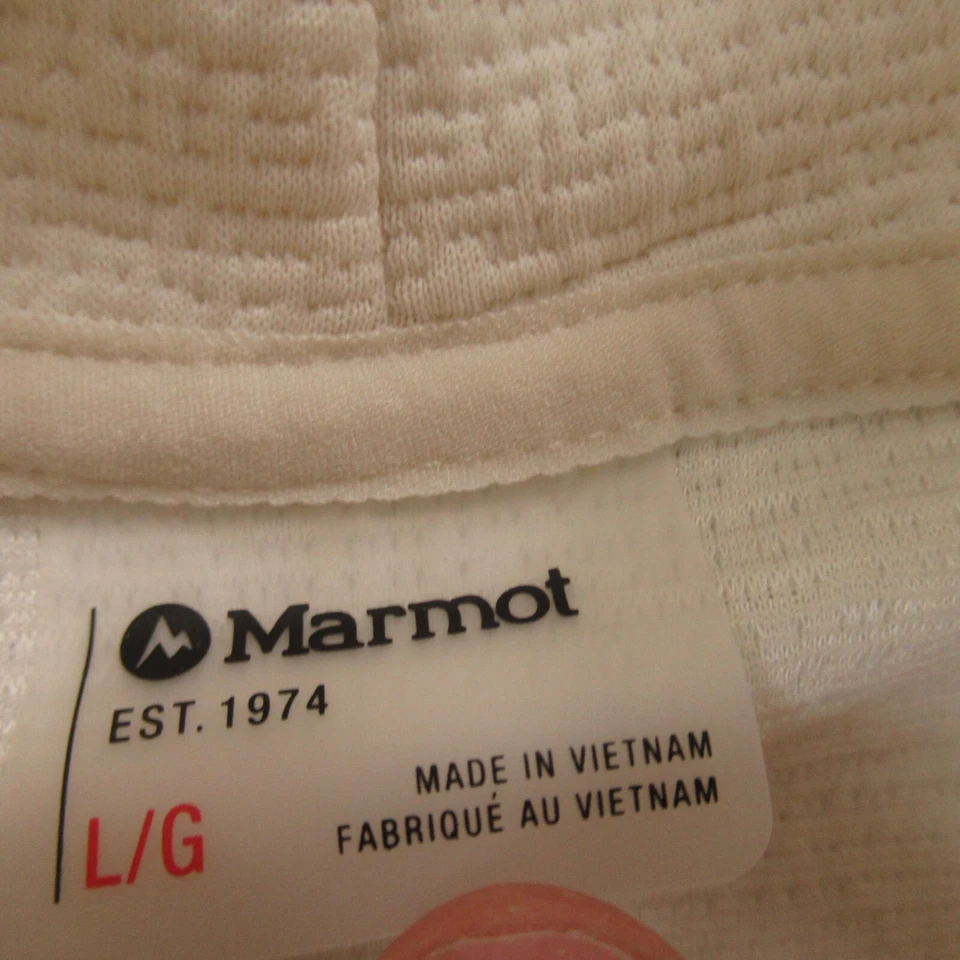 Marmot
EST. 1974
MADE IN VIETNAM
FABRIQUÉ AU VIETNAM
L/G